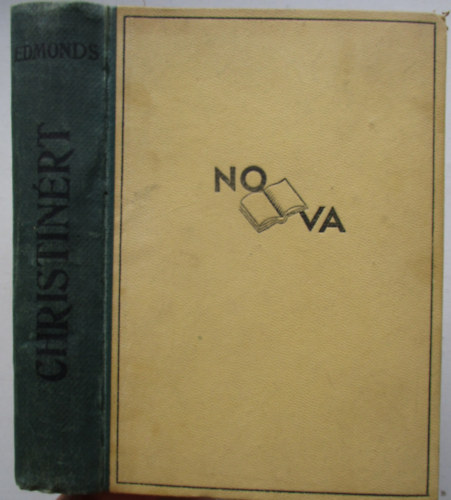 EDMONDS
CHRISTINÉRT
NO
VA